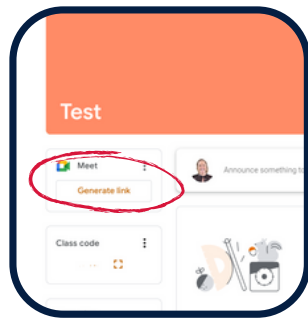 Test
Meet
Announce something to
Generate link
Class code